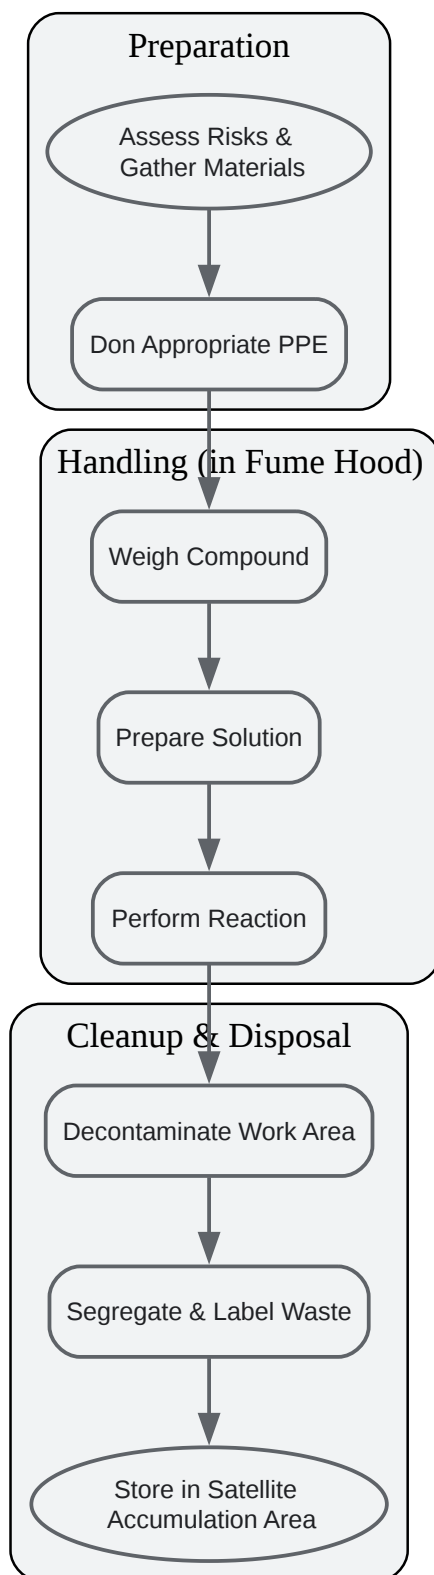 Preparation
Assess Risks &
Gather Materials
Don Appropriate PPE
Handling (in Fume Hood)
Weigh Compound
Prepare Solution
Perform Reaction
Cleanup & Disposal
Decontaminate Work Area
Segregate & Label Waste
Store in Satellite
Accumulation Area